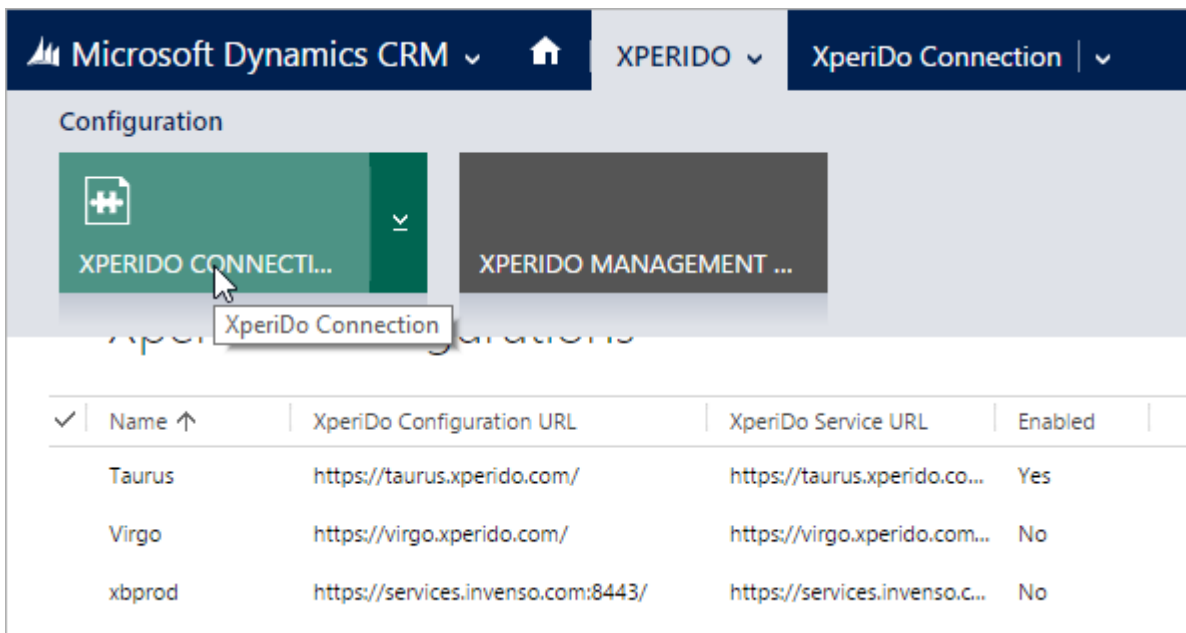 Microsoft Dynamics CRM XPERIDO XperiDo Connection
Configuration
XPERIDO CONNECTI... XPERIDO MANAGEMENT ...
XperiDo Connection
Name XperiDo Configuration URL XperiDo Service URL Enabled
Taurus https://taurus.xperido.com/ https://taurus.xperido.co... Yes
Virgo https://virgo.xperido.com/ https://virgo.xperido.com... No
xbprod https://services.invenso.com:8443/ https://services.invenso.c... No